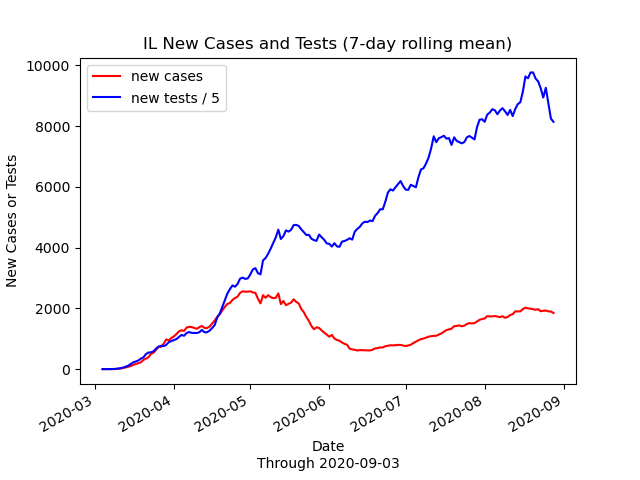 IL New Cases and Tests (7-day rolling mean)
new cases
new tests / 5
New Cases or Tests
10000
8000
6000
4000
2000
0
2020-03
2020-04
2020-05
2020-06
2020-07
2020-08
2020-09
Date
Through 2020-09-03